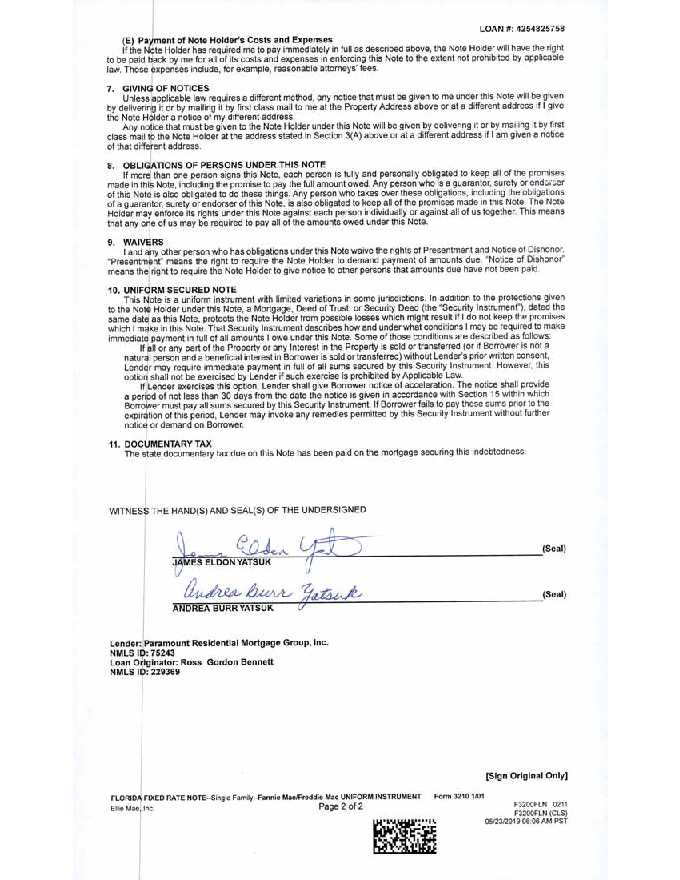 LOAN #: 4254825758
(E) Payment of Note Holder's Costs and Expenses
If the Note Holder has required me to pay immediately in full as described above, the Note Holder will have the right
to be paid back by me for all of its costs and expenses in enforcing this Note to the extent not prohibited by applicable
law. Those expenses include, for example, reasonable attorneys' fees.
7. GIVING OF NOTICES
Unless applicable law requires a different method, any notice that must be given to me under this Note will be given
by delivering it or by mailing it by first class mail to me at the Property Address above or at a different address if I give
the Note Holder a notice of my different address.
Any notice that must be given to the Note Holder under this Note will be given by delivering it or by mailing it by first
class mail to the Note Holder at the address stated in Section 3(A) above or at a different address if I am given a notice
of that different address.
8. OBLIGATIONS OF PERSONS UNDER THIS NOTE
If more than one person signs this Note, each person is fully and personally obligated to keep all of the promises
made in this Note, including the promise to pay the full amount owed. Any person who is a guarantor, surety or endorser
of this Note is also obligated to do these things. Any person who takes over these obligations, including the obligations
of a guarantor, surety or endorser of this Note, is also obligated to keep all of the promises made in this Note. The Note
Holder may enforce its rights under this Note against each person individually or against all of us together. This means
that any one of us may be required to pay all of the amounts owed under this Note.
9. WAIVERS
I and any other person who has obligations under this Note waive the rights of Presentment and Notice of Dishonor.
"Presentment" means the right to require the Note Holder to demand payment of amounts due. "Notice of Dishonor"
means the right to require the Note Holder to give notice to other persons that amounts due have not been paid.
10. UNIFORM SECURED NOTE
This Note is a uniform instrument with limited variations in some jurisdictions. In addition to the protections given
to the Note Holder under this Note, a Mortgage, Deed of Trust, or Security Deed (the "Security Instrument"), dated the
same date as this Note, protects the Note Holder from possible losses which might result if I do not keep the promises
which I make in this Note. That Security Instrument describes how and under what conditions I may be required to make
immediate payment in full of all amounts I owe under this Note. Some of those conditions are described as follows:
If all or any part of the Property or any Interest in the Property is sold or transferred (or if Borrower is not a
natural person and a beneficial interest in Borrower is sold or transferred) without Lender's prior written consent,
Lender may require immediate payment in full of all sums secured by this Security Instrument. However, this
option shall not be exercised by Lender if such exercise is prohibited by Applicable Law.
If Lender exercises this option, Lender shall give Borrower notice of acceleration. The notice shall provide
a period of not less than 30 days from the date the notice is given in accordance with Section 15 within which
Borrower must pay all sums secured by this Security Instrument. If Borrower fails to pay these sums prior to the
expiration of this period, Lender may invoke any remedies permitted by this Security Instrument without further
notice or demand on Borrower.
11. DOCUMENTARY TAX
The state documentary tax due on this Note has been paid on the mortgage securing this indebtedness.
WITNESS THE HAND(S) AND SEAL(S) OF THE UNDERSIGNED
(Seal)
JAMES ELDON YATSUK
Andrea Burr Yatsuk
(Seal)
ANDREA BURR YATSUK
Lender: Paramount Residential Mortgage Group, Inc.
NMLS ID: 75243
Loan Originator: Ross Gordon Bennett
NMLS ID: 229369
[Sign Original Only]
FLORIDA FIXED RATE NOTE--Single Family--Fannie Mae/Freddie Mac UNIFORM INSTRUMENT Form 3210 1/01
Ellie Mae, Inc. Page 2 of 2 F3200FLN 0211
F3200FLN (CLS)
05/23/2019 06:06 AM PST